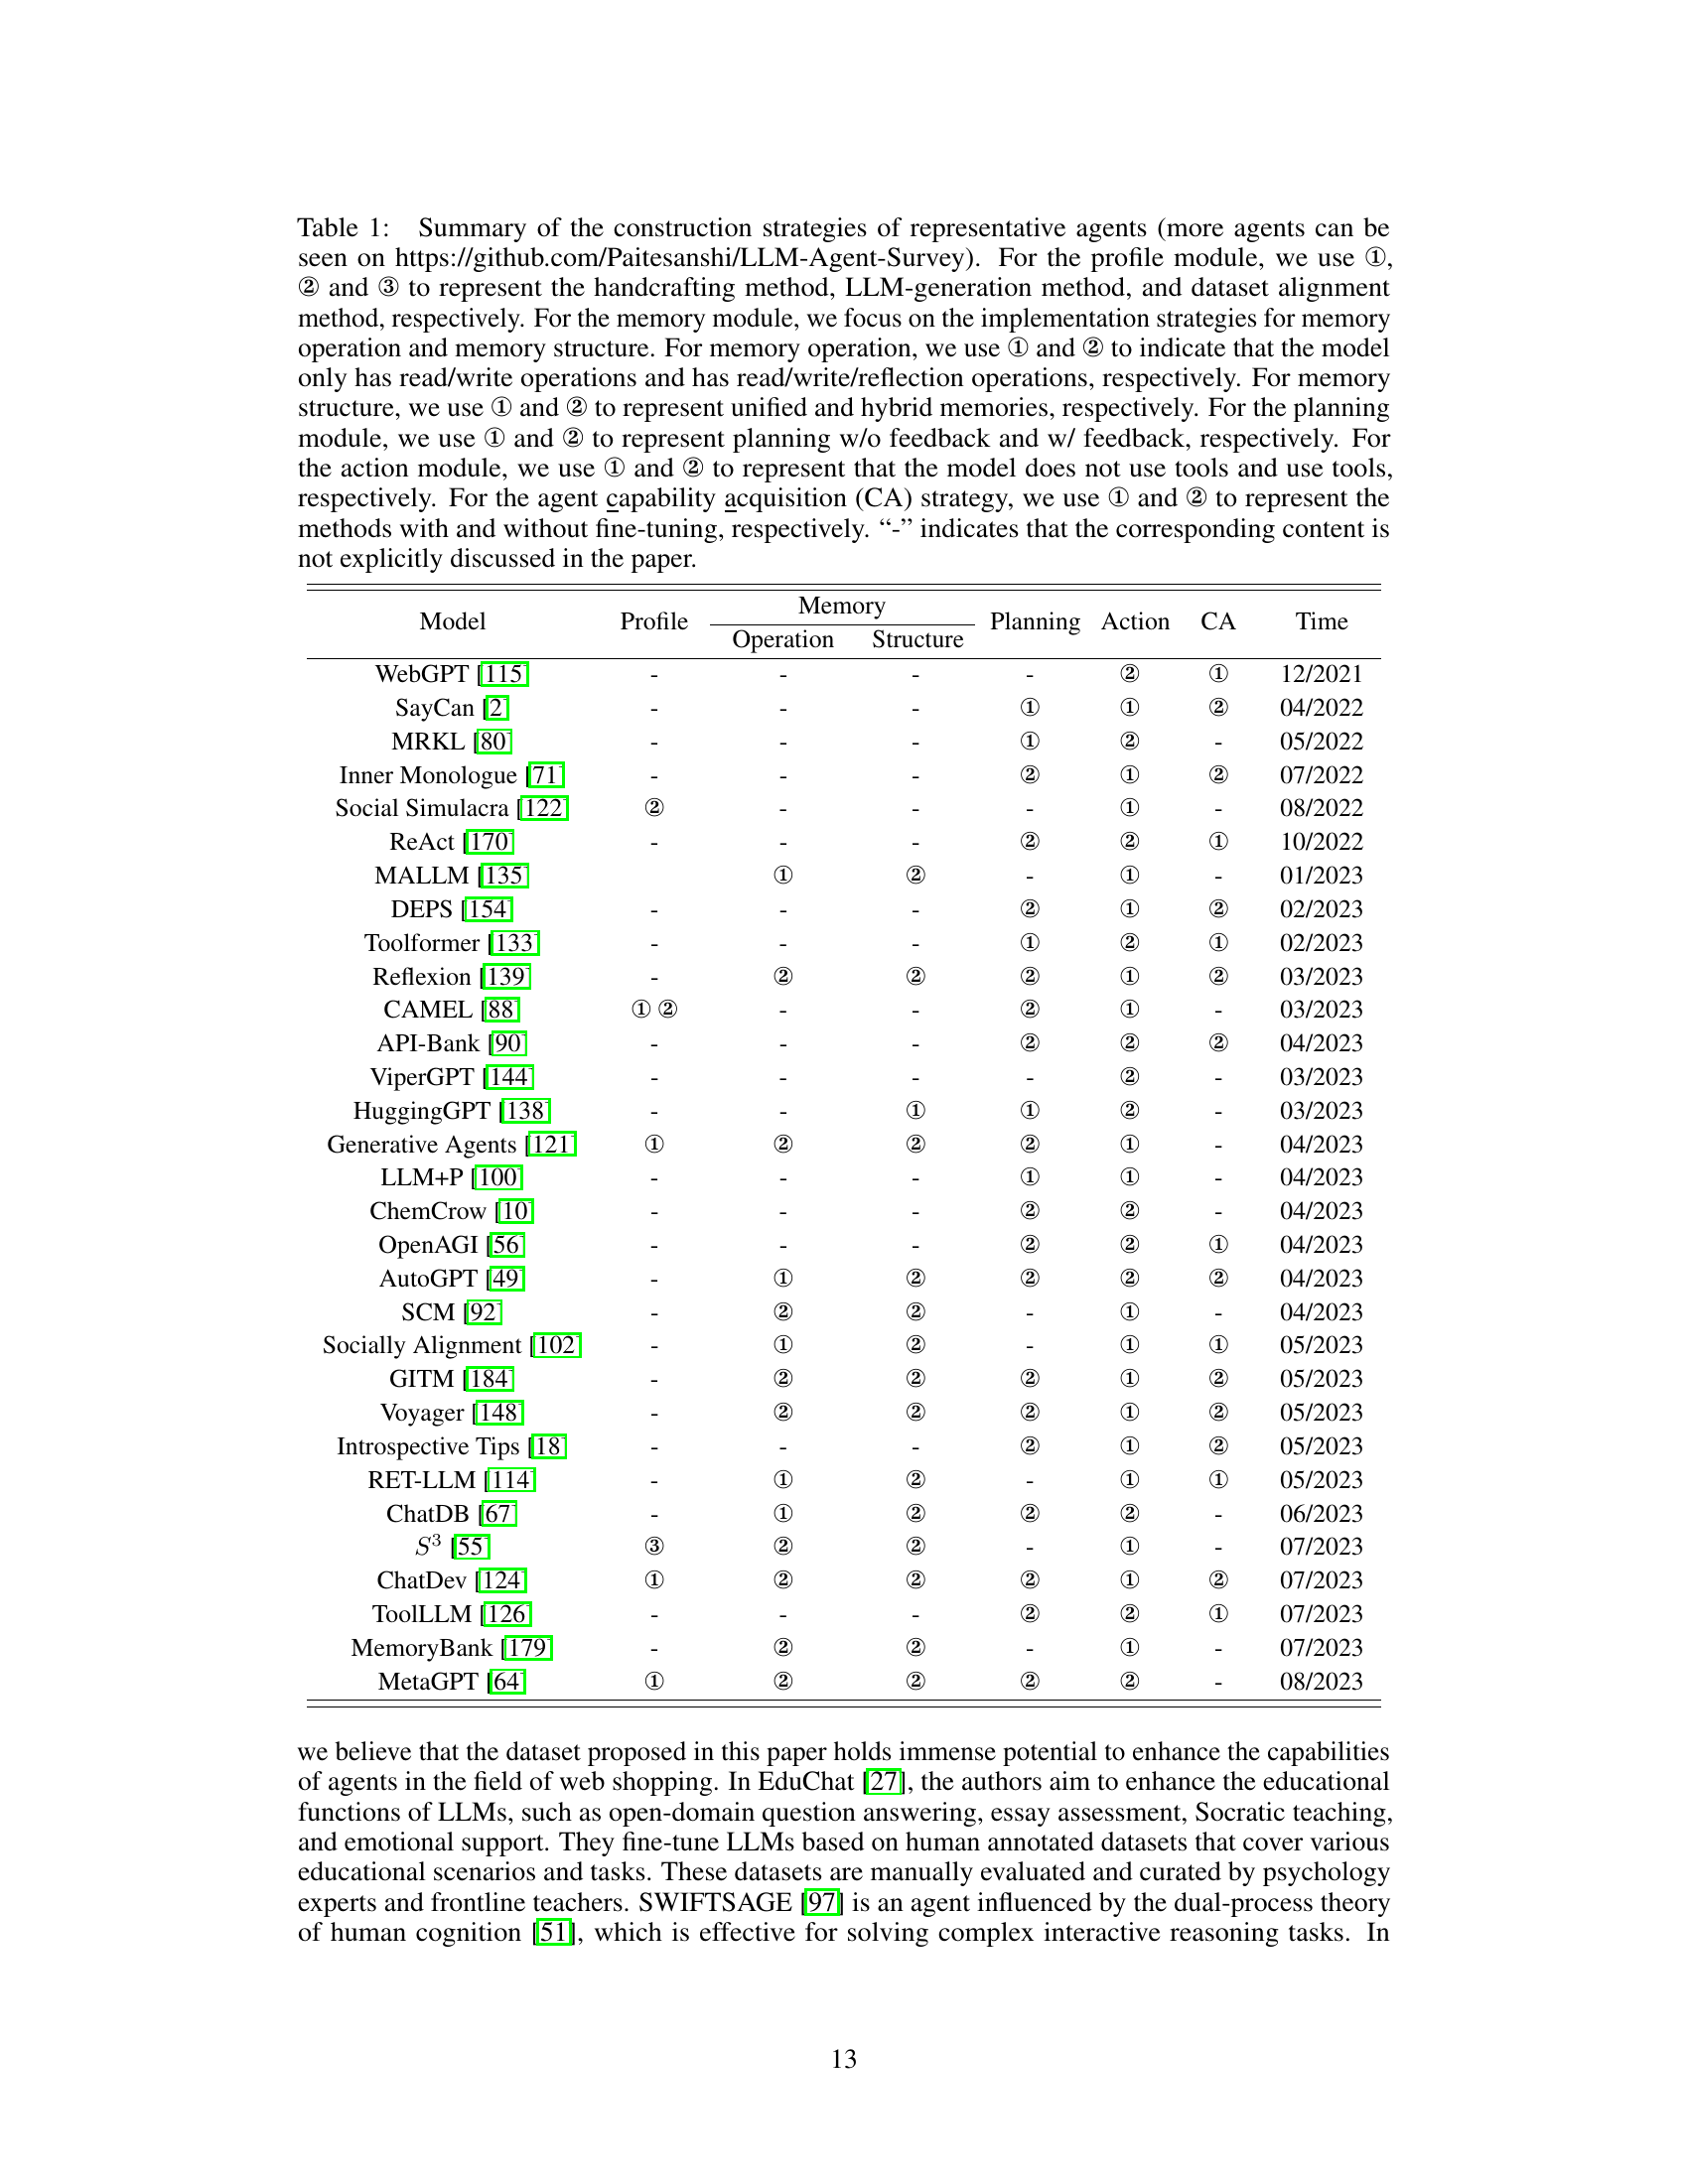 Table 1: Summary of the construction strategies of representative agents (more agents can be
seen on https://github.com/Paitesanshi/LLM-Agent-Survey). For the profile module, we use ①,
② and ③ to represent the handcrafting method, LLM-generation method, and dataset alignment
method, respectively. For the memory module, we focus on the implementation strategies for memory
operation and memory structure. For memory operation, we use ① and ② to indicate that the model
only has read/write operations and has read/write/reflection operations, respectively. For memory
structure, we use ① and ② to represent unified and hybrid memories, respectively. For the planning
module, we use ① and ② to represent planning w/o feedback and w/ feedback, respectively. For
the action module, we use ① and ② to represent that the model does not use tools and use tools,
respectively. For the agent capability acquisition (CA) strategy, we use ① and ② to represent the
methods with and without fine-tuning, respectively. “-” indicates that the corresponding content is
not explicitly discussed in the paper.
Model Profile Memory Planning Action CA Time
Operation Structure
WebGPT [115] - - - - ② ① 12/2021
SayCan [2] - - - ① ① ② 04/2022
MRKL [80] - - - ① ② - 05/2022
Inner Monologue [71] - - - ② ① ② 07/2022
Social Simulacra [122] ② - - - ① - 08/2022
ReAct [170] - - - ② ② ① 10/2022
MALLM [135] ① ② - ① - 01/2023
DEPS [154] - - - ② ① ② 02/2023
Toolformer [133] - - - ① ② ① 02/2023
Reflexion [139] - ② ② ② ① ② 03/2023
CAMEL [88] ① ② - - ② ① - 03/2023
API-Bank [90] - - - ② ② ② 04/2023
ViperGPT [144] - - - - ② - 03/2023
HuggingGPT [138] - - ① ① ② - 03/2023
Generative Agents [121] ① ② ② ② ① - 04/2023
LLM+P [100] - - - ① ① - 04/2023
ChemCrow [10] - - - ② ② - 04/2023
OpenAGI [56] - - - ② ② ① 04/2023
AutoGPT [49] - ① ② ② ② ② 04/2023
SCM [92] - ② ② - ① - 04/2023
Socially Alignment [102] - ① ② - ① ① 05/2023
GITM [184] - ② ② ② ① ② 05/2023
Voyager [148] - ② ② ② ① ② 05/2023
Introspective Tips [18] - - - ② ① ② 05/2023
RET-LLM [114] - ① ② - ① ① 05/2023
ChatDB [67] - ① ② ② ② - 06/2023
S³ [55] ③ ② ② - ① - 07/2023
ChatDev [124] ① ② ② ② ① ② 07/2023
ToolLLM [126] - - - ② ② ① 07/2023
MemoryBank [179] - ② ② - ① - 07/2023
MetaGPT [64] ① ② ② ② ② - 08/2023
we believe that the dataset proposed in this paper holds immense potential to enhance the capabilities
of agents in the field of web shopping. In EduChat [27], the authors aim to enhance the educational
functions of LLMs, such as open-domain question answering, essay assessment, Socratic teaching,
and emotional support. They fine-tune LLMs based on human annotated datasets that cover various
educational scenarios and tasks. These datasets are manually evaluated and curated by psychology
experts and frontline teachers. SWIFTSAGE [97] is an agent influenced by the dual-process theory
of human cognition [51], which is effective for solving complex interactive reasoning tasks. In
13